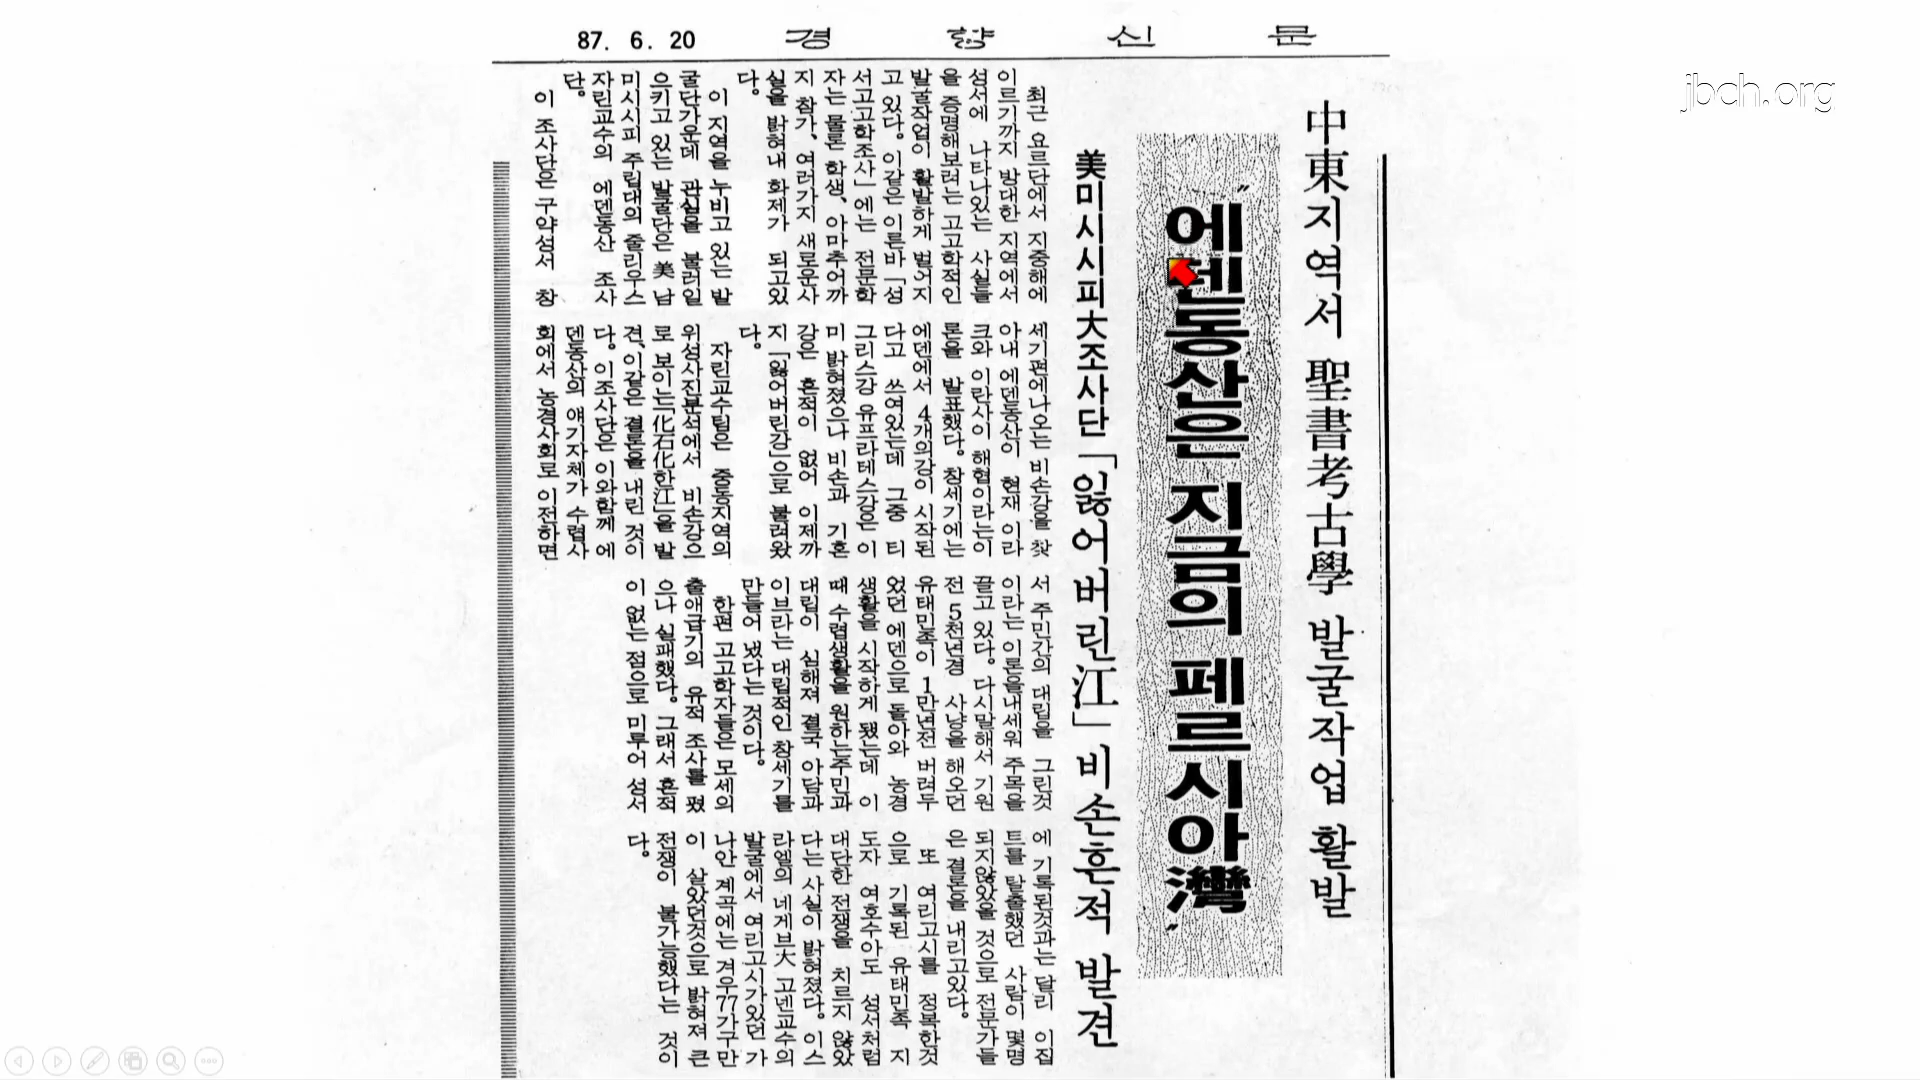 87. 6. 20 경 향 신 문
jbch.org
中東지역서 聖書考古學 발굴작업 활발
"에덴동산은 지금의 페르시아灣"
美미시시피大조사단 「잃어버린江」 비손흔적 발견
최근 요르단에서 지중해에
이르기까지 방대한 지역에서
성서에 나타나있는 사실들
을 증명해보려는 고고학적인
발굴작업이 활발하게 벌어지
고 있다. 이같은 이른바 「성
서고고학조사」에는 전문학
자는 물론 학생, 아마추어까
지 참가, 여러가지 새로운사
실을 밝혀내 화제가 되고있
다.
이 지역을 누비고 있는 발
굴단가운데 관심을 불러일
으키고 있는 발굴단은 美 남
미시시피 주립대의 줄리우스
자린교수의 에덴동산 조사
단.
이 조사단은 구약성서 창
세기편에나오는 비손강을 찾
아내 에덴동산이 현재 이라
크와 이란사이 해협이라는이
론을 발표했다. 창세기에는
에덴에서 4개의강이 시작된
다고 쓰여있는데 그중 티
그리스강 유프라테스강은 이
미 밝혀졌으나 비손과 기혼
강은 흔적이 없어 이제까
지 「잃어버린강」으로 불려왔
다.
자린교수팀은 중동지역의
위성사진분석에서 비손강으
로 보이는 「化石化한江」을 발
견, 이같은 결론을 내린 것이
다. 이조사단은 이와함께 에
덴동산의 얘기자체가 수렵사
회에서 농경사회로 이전하면
서 주민간의 대립을 그린것
이라는 이론을내세워 주목을
끌고 있다. 다시말해서 기원
전 5천년경 사냥을 해오던
유태민족이 1만년전 버려두
었던 에덴으로 돌아와 농경
생활을 시작하게 됐는데 이
때 수렵생활을 원하는주민과
대립이 심해져 결국 아담과
이브라는 대립적인 창세기를
만들어 냈다는 것이다.
한편 고고학자들은 모세의
출애급기의 유적 조사를 폈
으나 실패했다. 그래서 흔적
이 없는 점으로 미루어 성서
에 기록된것과는 달리 이집
트를 탈출했던 사람이 몇명
되지않았을 것으로 전문가들
은 결론을 내리고있다.
또 여리고시를 정복한것
으로 기록된 유태민족 지
도자 여호수아도 성서처럼
대단한 전쟁을 치르지 않았
다는 사실이 밝혀졌다. 이스
라엘의 네게브大 고넨교수의
발굴에서 여리고시가있던 가
나안 계곡에는 겨우77가구만
이 살았던것으로 밝혀져 큰
전쟁이 불가능했다는 것이
다.